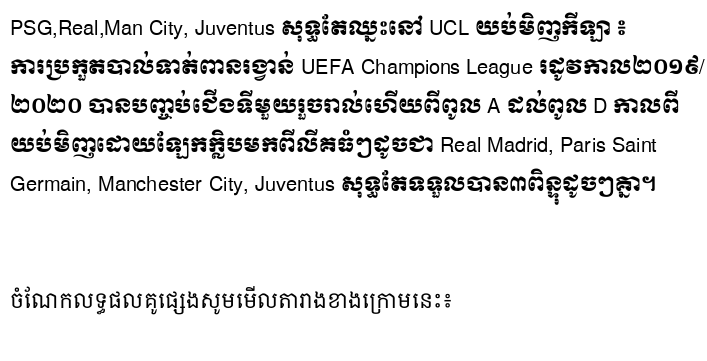 PSG,Real,Man City, Juventus សុទ្ធតែឈ្នះនៅ UCL យប់មិញកីឡា ៖
ការប្រកួតបាល់ទាត់ពានរង្វាន់ UEFA Champions League រដូវកាល២០១៩/
២០២០ បានបញ្ចប់ជើងទីមួយរួចរាល់ហើយពីពូល A ដល់ពូល D កាលពី
យប់មិញដោយឡែកក្លិបមកពីលីគធំៗដូចជា Real Madrid, Paris Saint
Germain, Manchester City, Juventus សុទ្ធតែទទួលបាន៣ពិន្ទុដូចៗគ្នា។
ចំណែកលទ្ធផលគូផ្សេងសូមមើលតារាងខាងក្រោមនេះ៖